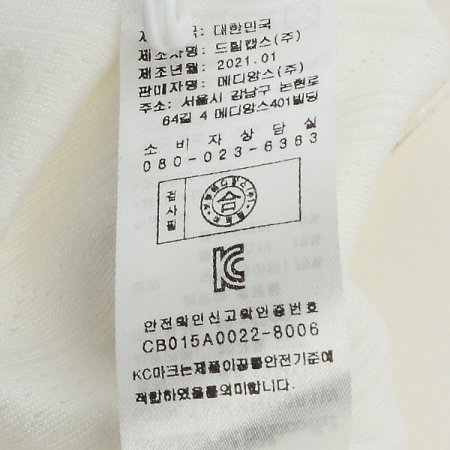 국: 대한민국
제조자명: 드림캡스(주)
제조년월: 2021.01
판매자명: 메디앙스(주)
주소: 서울시 강남구 논현로
64길 4 메디앙스401빌딩
소비자상담실
080-023-6363
검사필
合
KC
안전확인신고확인증번호
CB015A0022-8006
KC마크는제품이공통안전기준에
적합하였음를의미합니다.